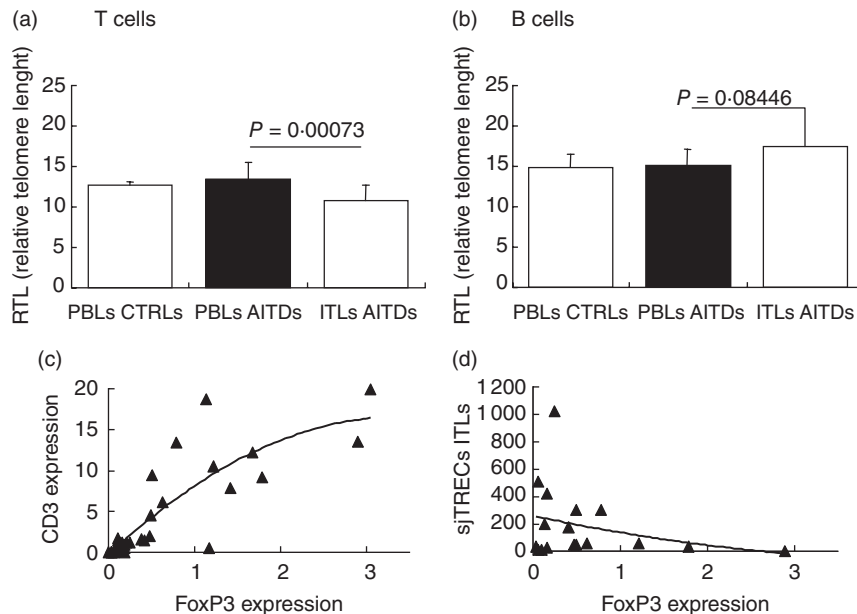 (a) T cells
RTL (relative telomere lenght)
25
20
15
10
5
0
P = 0·00073
PBLs CTRLs PBLs AITDs ITLs AITDs
(b) B cells
RTL (relative telomere lenght)
25
20
15
10
5
0
P = 0·08446
PBLs CTRLs PBLs AITDs ITLs AITDs
(c)
CD3 expression
20
15
10
5
0
0 1 2 3
FoxP3 expression
(d)
sjTRECs ITLs
1200
1 000
800
600
400
200
0
0 1 2 3
FoxP3 expression